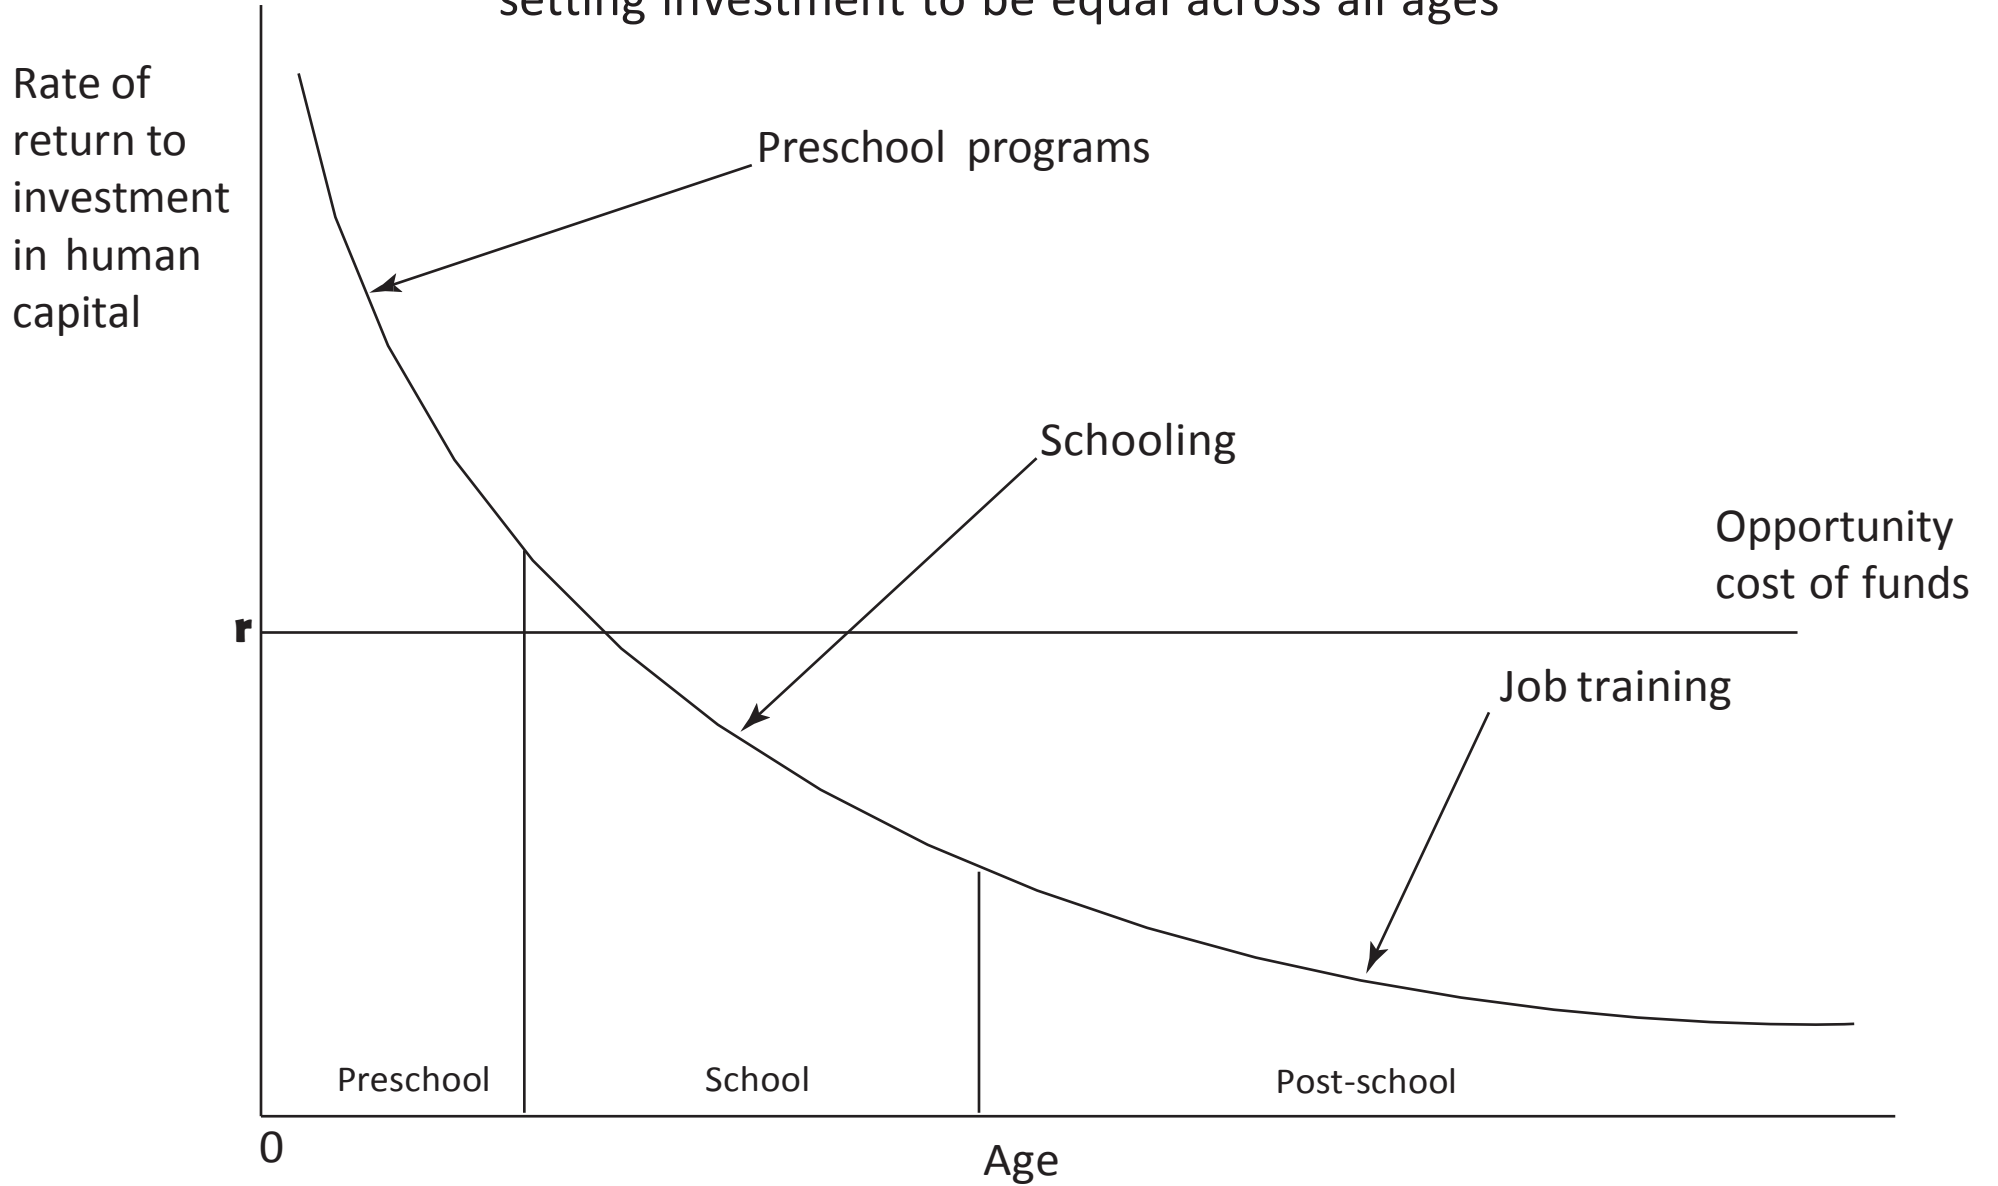 setting investment to be equal across all ages
Rate of
return to
investment
in human
capital
Preschool programs
Schooling
Opportunity
cost of funds
r
Job training
Preschool
School
Post-school
0
Age